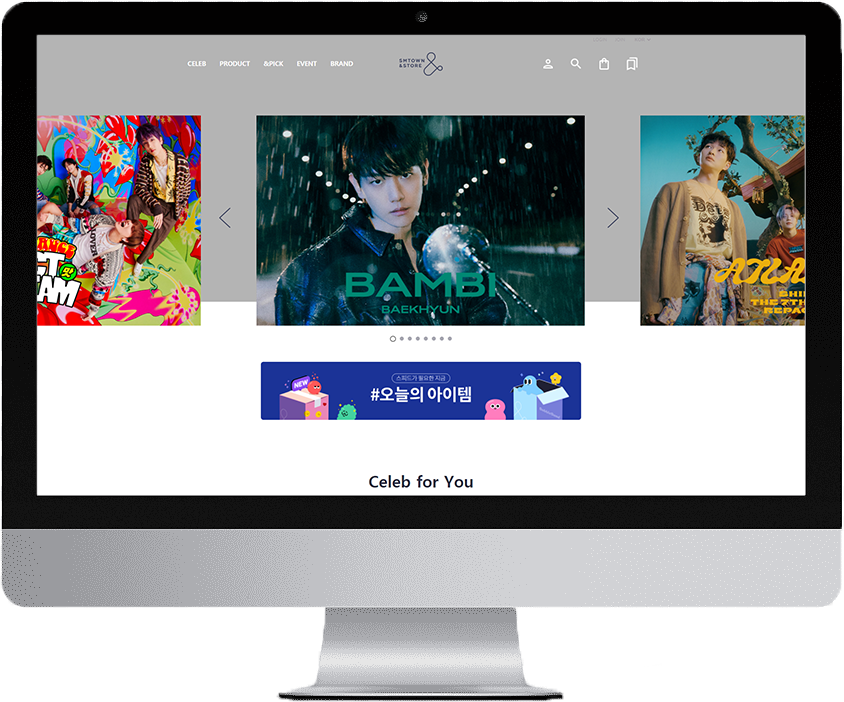 CELEB PRODUCT &PICK EVENT BRAND
SMTOWN
&STORE
BAMBI
BAEKHYUN
ATLA
SHI
THE 7TH
REPAC
NEW
스피드가 필요한 지금
#오늘의 아이템
Celeb for You